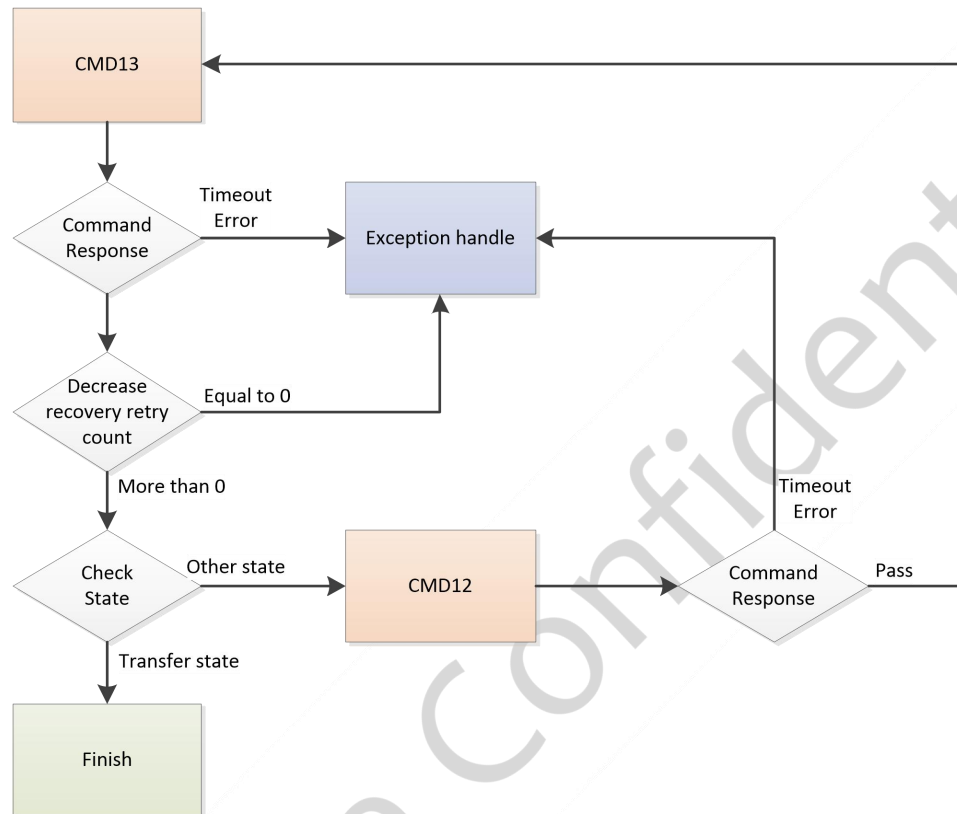 CMD13
Timeout
Error
Command
Response
Exception handle
Decrease
recovery retry
count
Equal to 0
More than 0
Timeout
Error
Check
State
Other state
CMD12
Command
Response
Pass
Transfer state
Finish
Confident